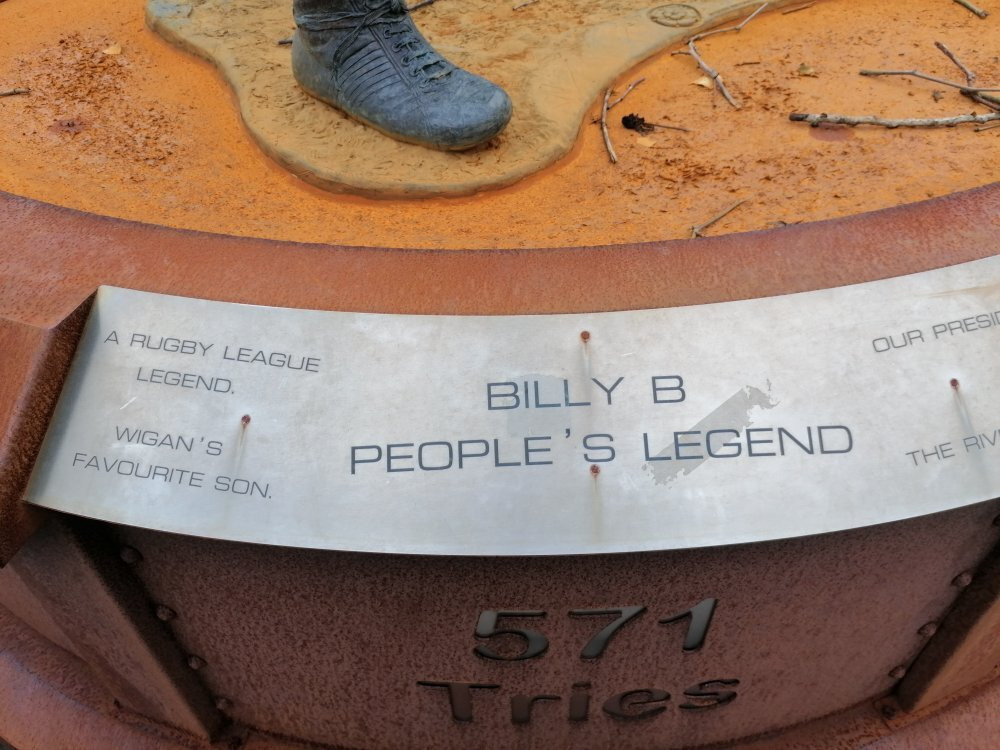 A RUGBY LEAGUE
LEGEND.
WIGAN'S
FAVOURITE SON.
BILLY B
PEOPLE'S LEGEND
OUR
THE
571
Tries